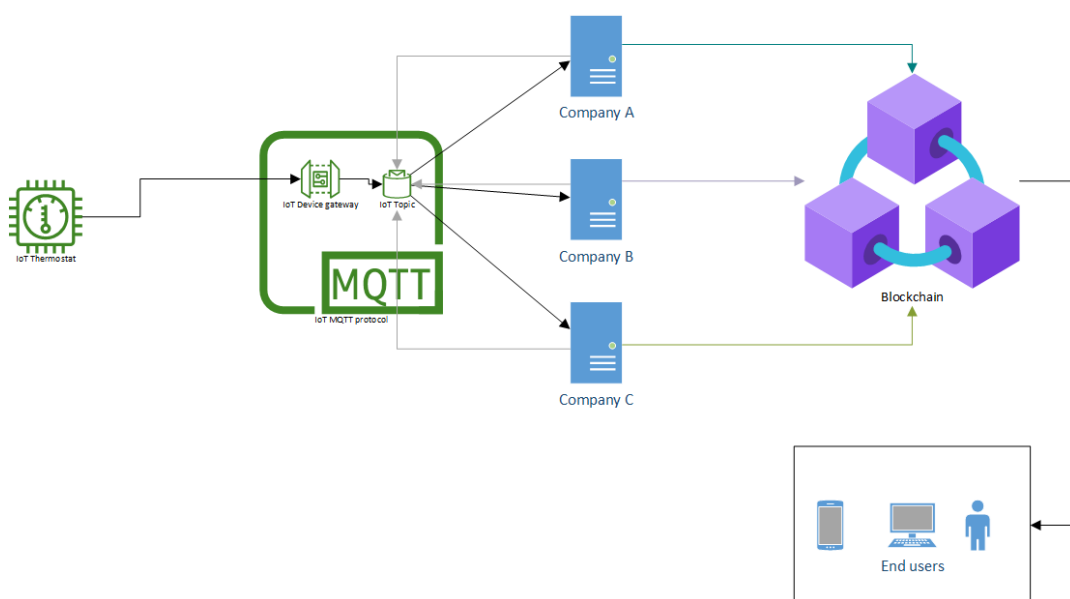 Company A
IoT Device gateway
IoT Topic
IoT Thermostat
Company B
MQTT
IoT MQTT protocol
Blockchain
Company C
End users